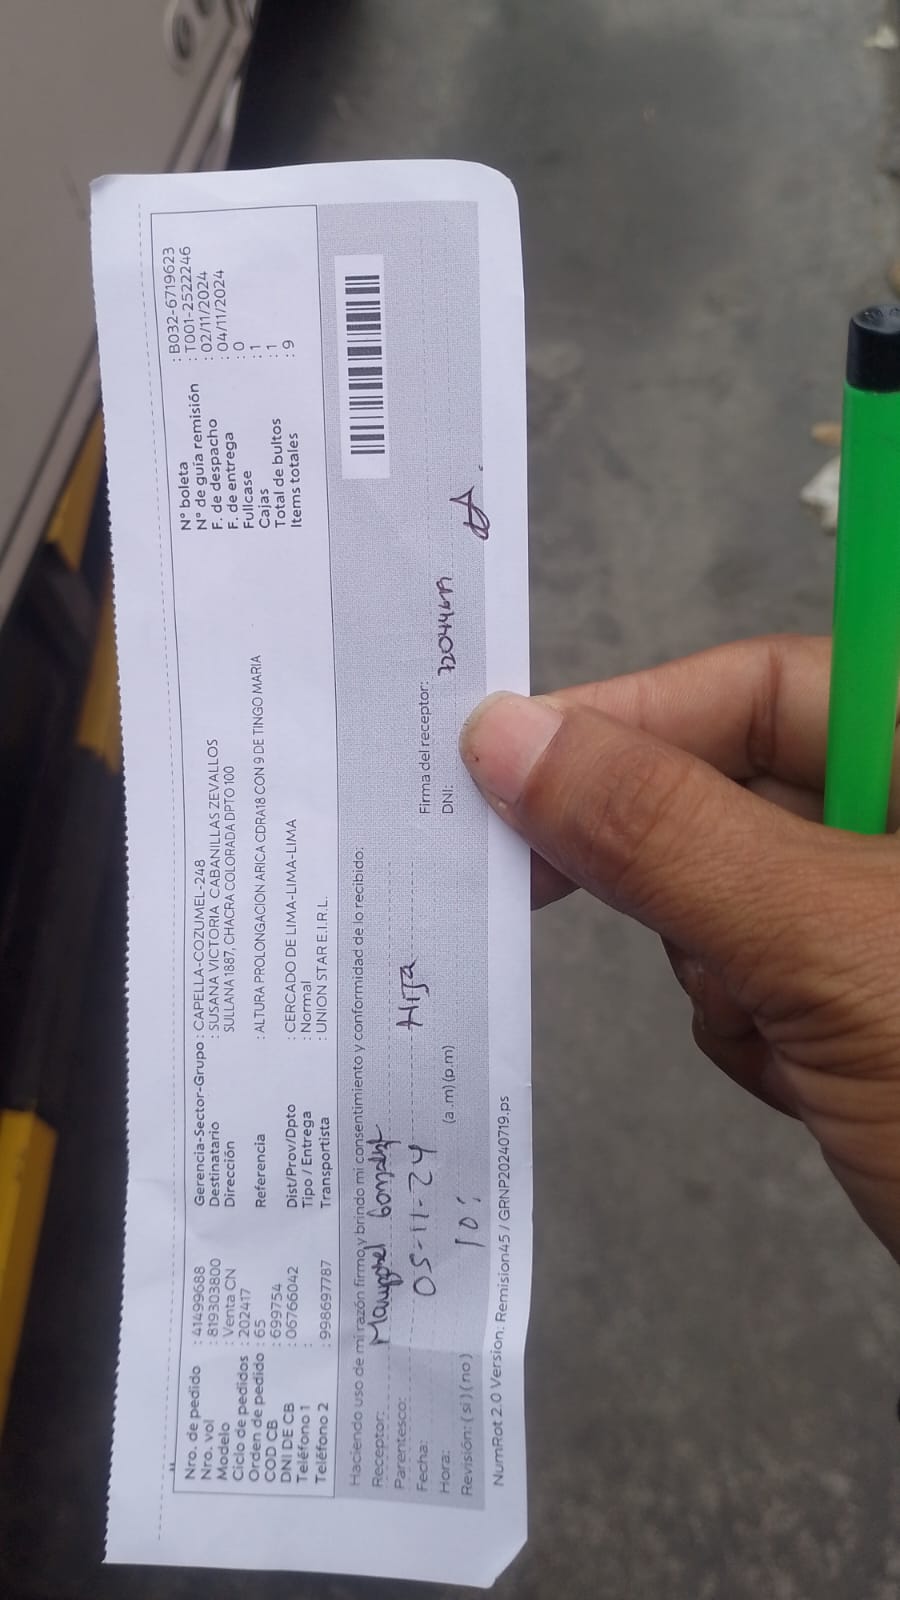 Nro. de pedido : 41499688
Nro. vol : 819303800
Modelo : Venta CN
Ciclo de pedidos : 202417
Orden de pedido : 65
COD CB : 699754
DNI DE CB : 06766042
Teléfono 1 :
Teléfono 2 : 998697787
Gerencia-Sector-Grupo : CAPELLA-COZUMEL-248
Destinatario : SUSANA VICTORIA CABANILLAS ZEVALLOS
Dirección SULLANA 1887, CHACRA COLORADA DPTO 100
Referencia : ALTURA PROLONGACION ARICA CDRA18 CON 9 DE TINGO MARIA
Dist/Prov/Dpto : CERCADO DE LIMA-LIMA-LIMA
Tipo / Entrega : Normal
Transportista : UNION STAR E.I.R.L.
N° boleta : B032-6719623
N° de guía remisión : T001-2522246
F. de despacho : 02/11/2024
F. de entrega : 04/11/2024
Fullcase : 0
Cajas : 1
Total de bultos : 1
Items totales : 9
Haciendo uso de mi razón firmo y brindo mi consentimiento y conformidad de lo recibido:
Receptor:
Parentesco: HIJA
Fecha: 05-11-24
Hora: 10: (a.m) (p.m)
Revisión: (si) (no)
Firma del receptor:
DNI:
NumRot 2.0 Version: Remision45 / GRNP20240719.ps